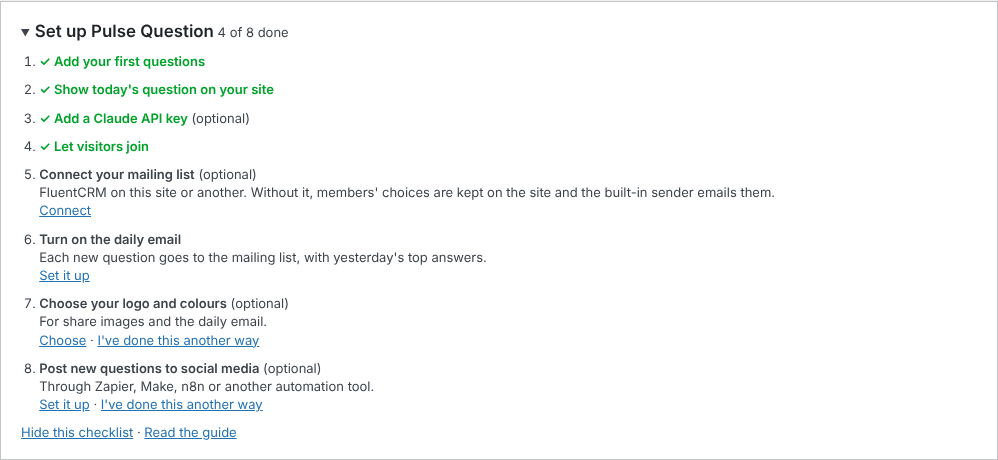 ▼ Set up Pulse Question 4 of 8 done
1. ✓ Add your first questions
2. ✓ Show today's question on your site
3. ✓ Add a Claude API key (optional)
4. ✓ Let visitors join
5. Connect your mailing list (optional)
FluentCRM on this site or another. Without it, members' choices are kept on the site and the built-in sender emails them.
Connect
6. Turn on the daily email
Each new question goes to the mailing list, with yesterday's top answers.
Set it up
7. Choose your logo and colours (optional)
For share images and the daily email.
Choose · I've done this another way
8. Post new questions to social media (optional)
Through Zapier, Make, n8n or another automation tool.
Set it up · I've done this another way
Hide this checklist · Read the guide